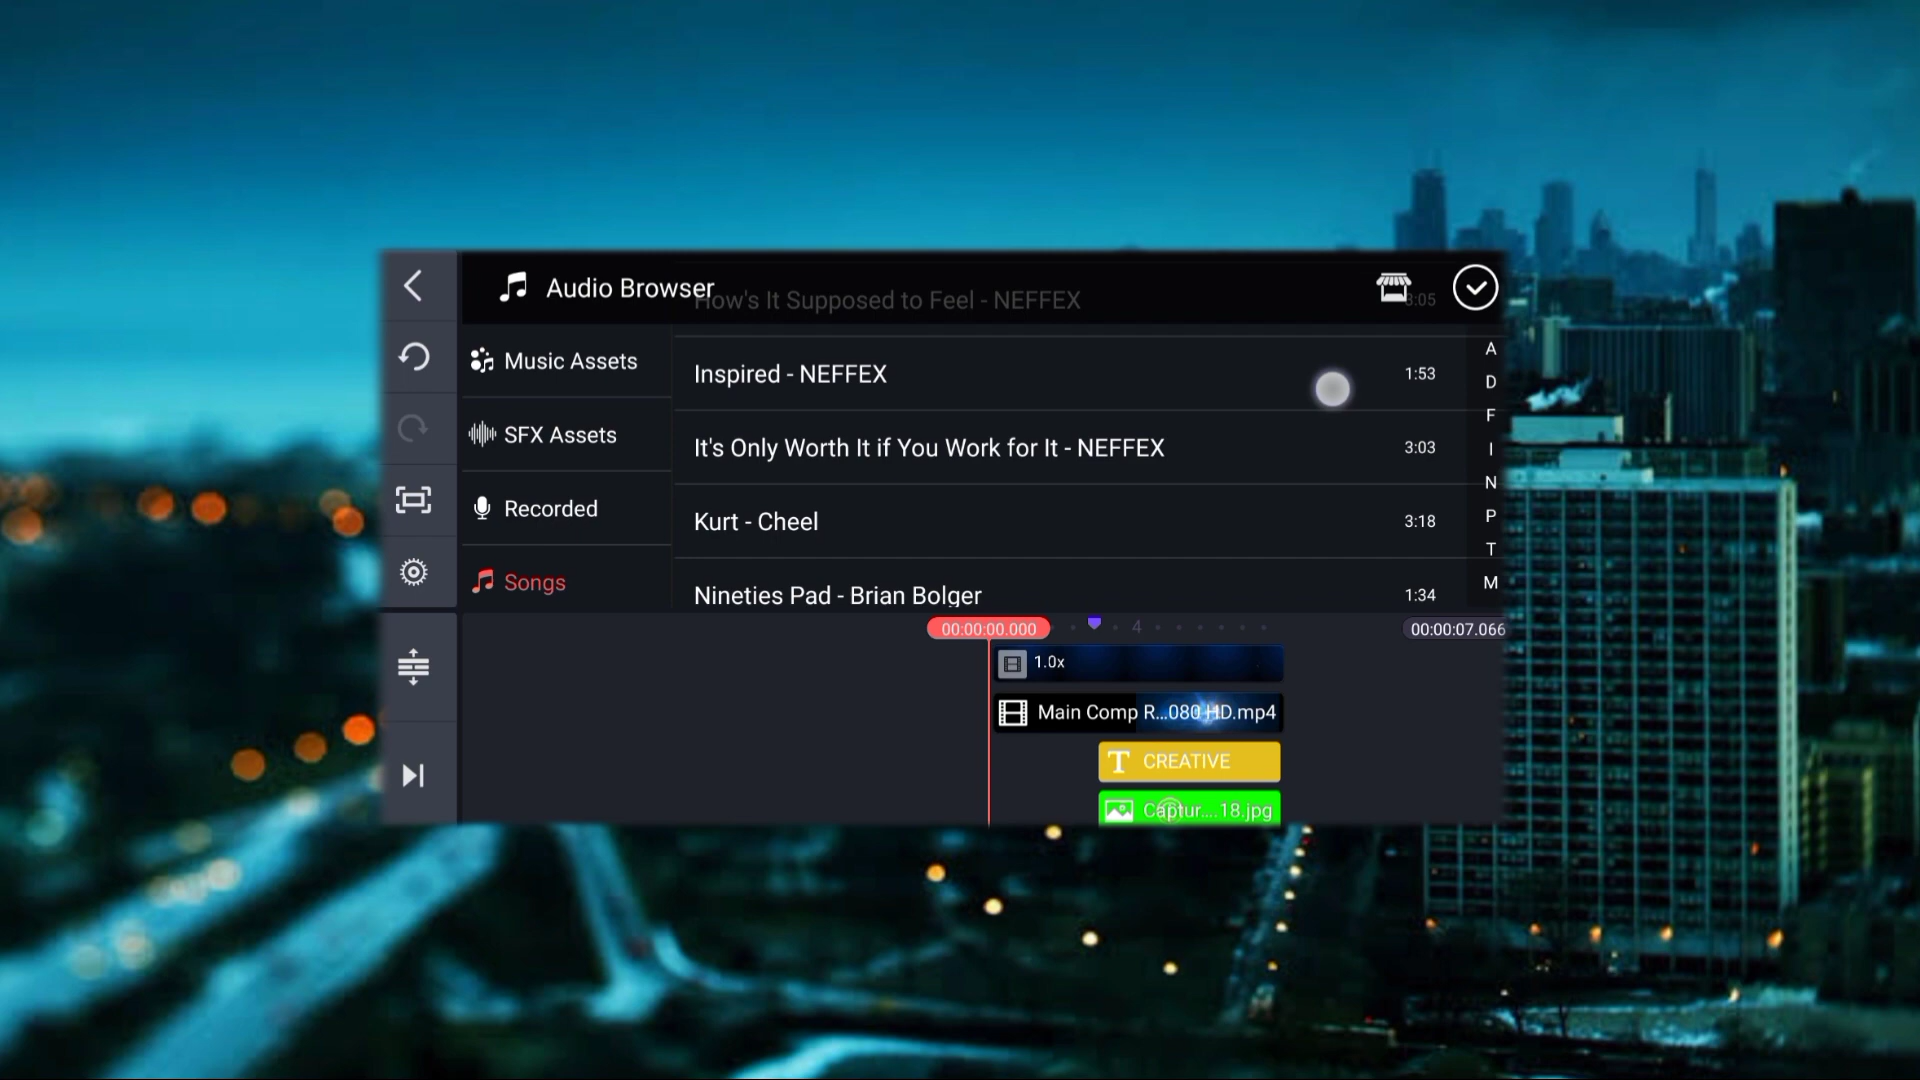 Audio Browser
How's It Supposed to Feel - NEFFEX 3:05
Music Assets
SFX Assets
Recorded
Songs
Inspired - NEFFEX 1:53
It's Only Worth It if You Work for It - NEFFEX 3:03
Kurt - Cheel 3:18
Nineties Pad - Brian Bolger 1:34
A
D
F
I
N
P
T
M
00:00:00.000
4
00:00:07.066
1.0x
Main Comp R...080 HD.mp4
CREATIVE
Captur....18.jpg